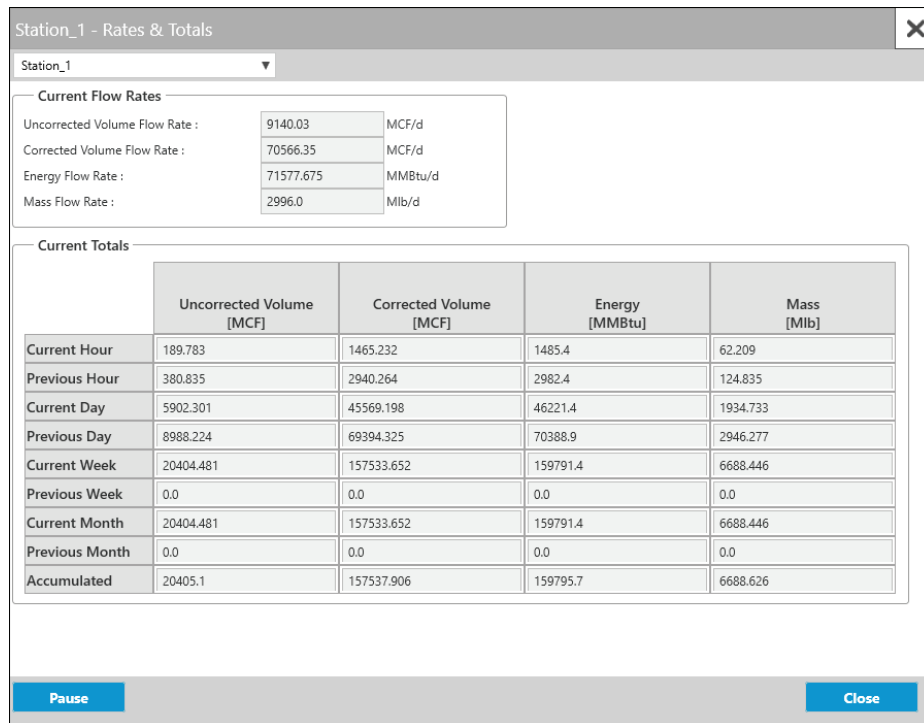 Station_1 - Rates & Totals
Station_1
Current Flow Rates
Uncorrected Volume Flow Rate : 9140.03 MCF/d
Corrected Volume Flow Rate : 70566.35 MCF/d
Energy Flow Rate : 71577.675 MMBtu/d
Mass Flow Rate : 2996.0 Mlb/d
Current Totals
Uncorrected Volume Corrected Volume Energy Mass
[MCF] [MCF] [MMBtu] [Mlb]
Current Hour 189.783 1465.232 1485.4 62.209
Previous Hour 380.835 2940.264 2982.4 124.835
Current Day 5902.301 45569.198 46221.4 1934.733
Previous Day 8988.224 69394.325 70388.9 2946.277
Current Week 20404.481 157533.652 159791.4 6688.446
Previous Week 0.0 0.0 0.0 0.0
Current Month 20404.481 157533.652 159791.4 6688.446
Previous Month 0.0 0.0 0.0 0.0
Accumulated 20405.1 157537.906 159795.7 6688.626
Pause Close